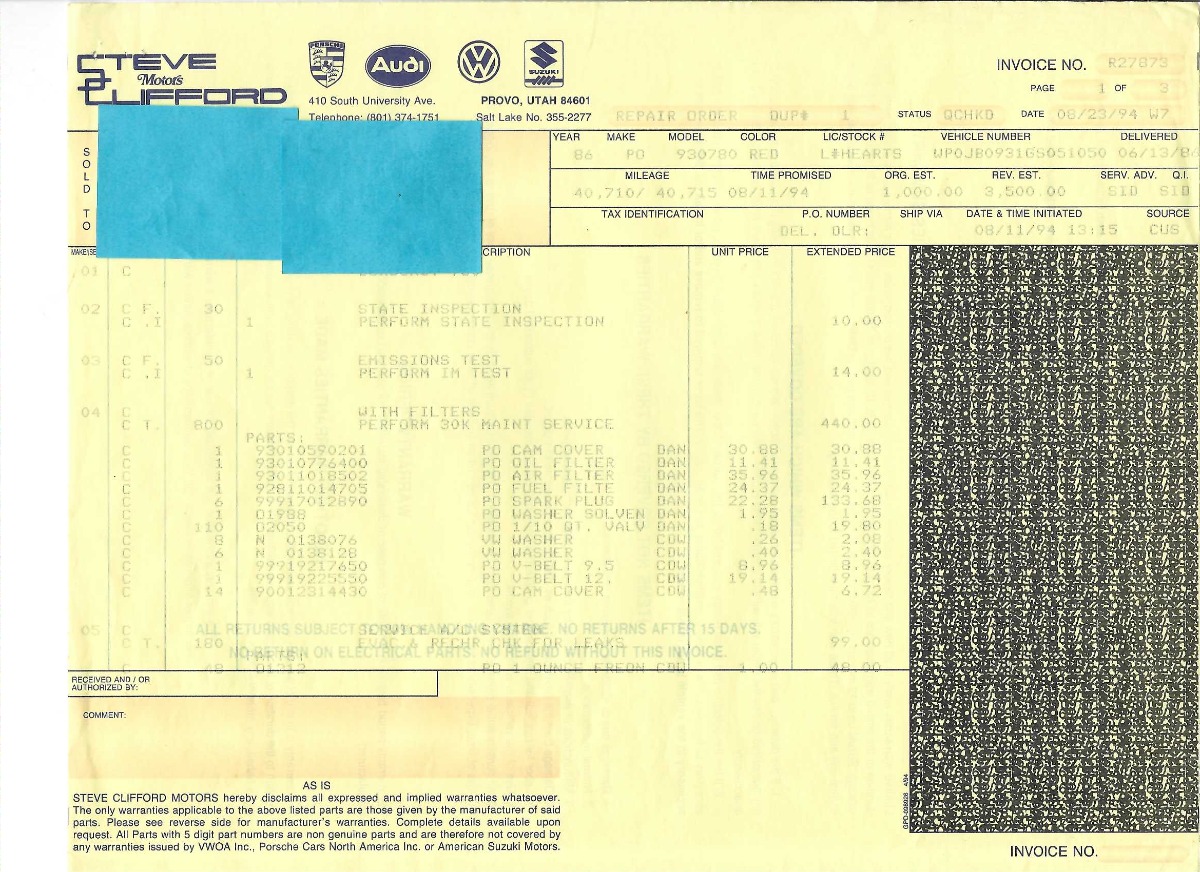 STEVE
Motors
CLIFFORD
PORSCHE
Audi
SUZUKI
410 South University Ave.
PROVO, UTAH 84601
Telephone: (801) 374-1751
Salt Lake No. 355-2277
INVOICE NO. R27873
PAGE 1 OF 3
REPAIR ORDER DUP# 1 STATUS QCHKD DATE 08/23/94 W7
SOLD TO
YEAR MAKE MODEL COLOR LIC/STOCK # VEHICLE NUMBER DELIVERED
86 PO 930780 RED L#HEARTS WP0JB0931GS051050 06/13/86
MILEAGE TIME PROMISED ORG. EST. REV. EST. SERV. ADV. Q.I.
40,710/ 40,715 08/11/94 1,000.00 3,500.00 SID SID
TAX IDENTIFICATION P.O. NUMBER SHIP VIA DATE & TIME INITIATED SOURCE
DEL. DLR: 08/11/94 13:15 CUS
CRIPTION UNIT PRICE EXTENDED PRICE
01 C
02 C F. 30 STATE INSPECTION
C .I 1 PERFORM STATE INSPECTION 10.00
03 C F. 50 EMISSIONS TEST
C .I 1 PERFORM IM TEST 14.00
04 C WITH FILTERS
C T. 800 PERFORM 30K MAINT SERVICE 440.00
PARTS:
C 1 93010590201 PO CAM COVER DAN 30.88 30.88
C 1 93010776400 PO OIL FILTER DAN 11.41 11.41
C 1 93011018502 PO AIR FILTER DAN 35.96 35.96
C 1 92811014705 PO FUEL FILTE DAN 24.37 24.37
C 6 99917012890 PO SPARK PLUG DAN 22.28 133.68
C 1 01988 PO WASHER SOLVEN DAN 1.95 1.95
C 110 02050 PO 1/10 QT. VALV DAN .18 19.80
C 8 N 0138076 VW WASHER CDW .26 2.08
C 6 N 0138128 VW WASHER CDW .40 2.40
C 1 99919217650 PO V-BELT 9.5 CDW 8.96 8.96
C 1 99919225550 PO V-BELT 12. CDW 19.14 19.14
C 14 90012314430 PO CAM COVER CDW .48 6.72
05 C SERVICE A/C SYSTEM
ALL RETURNS SUBJECT TO 20% HANDLING CHARGE. NO RETURNS AFTER 15 DAYS.
C T. 180 EVAC & RECHR CHK FOR LEAKS 99.00
NO RETURN ON ELECTRICAL PARTS. NO REFUND WITHOUT THIS INVOICE.
PARTS:
C 48 01212 PO 1 OUNCE FREON CDW 1.00 48.00
RECEIVED AND / OR
AUTHORIZED BY:
COMMENT:
AS IS
STEVE CLIFFORD MOTORS hereby disclaims all expressed and implied warranties whatsoever.
The only warranties applicable to the above listed parts are those given by the manufacturer of said
parts. Please see reverse side for manufacturer's warranties. Complete details available upon
request. All Parts with 5 digit part numbers are non genuine parts and are therefore not covered by
any warranties issued by VWOA Inc., Porsche Cars North America Inc. or American Suzuki Motors.
GPD-008028 4/94
INVOICE NO.